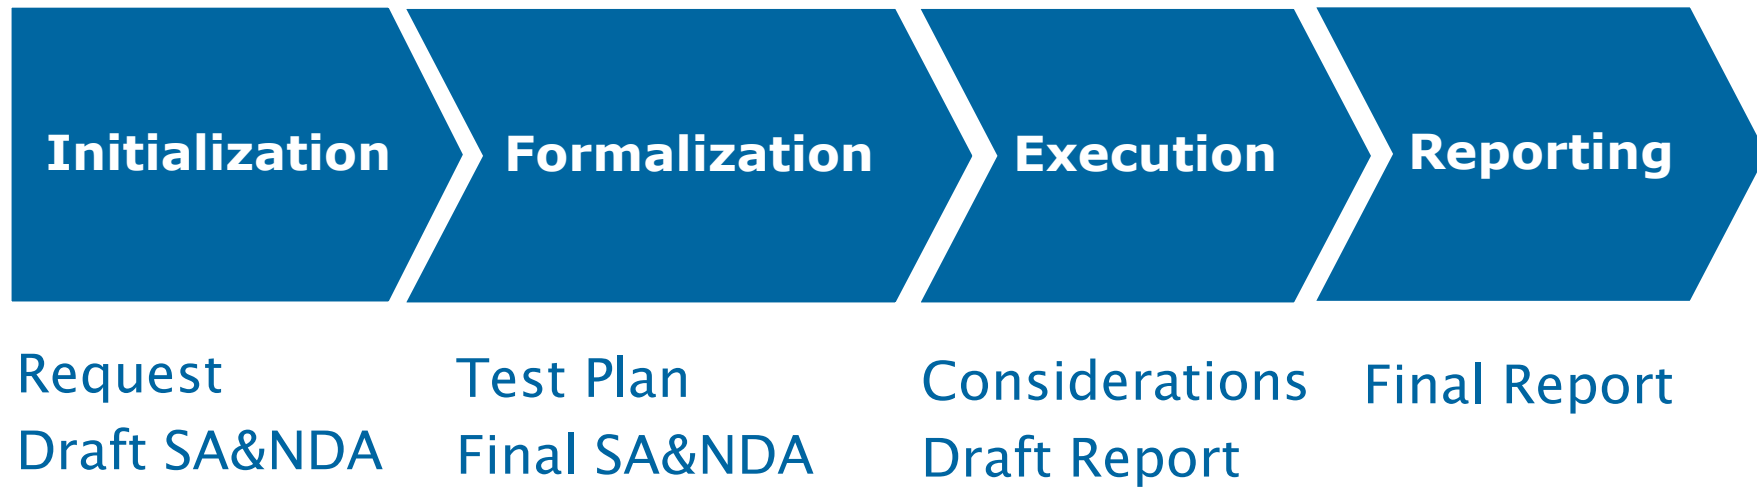 Initialization
Formalization
Execution
Reporting
Request
Draft SA&NDA
Test Plan
Final SA&NDA
Considerations
Draft Report
Final Report